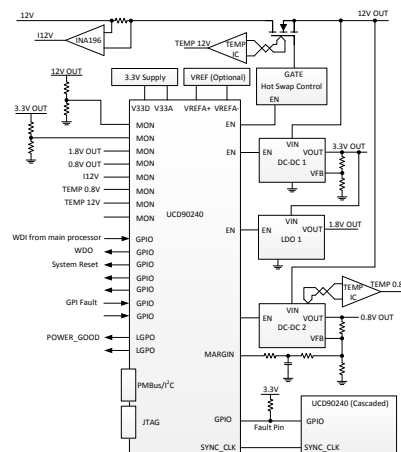 12V
12V OUT
I12V
INA196
TEMP 12V
TEMP
IC
12V OUT
3.3V Supply
VREF (Optional)
GATE
Hot Swap Control
EN
V33D
V33A
VREFA+
VREFA-
3.3V OUT
MON
EN
MON
1.8V OUT
MON
EN
EN
VIN
VOUT
3.3V OUT
DC-DC 1
VFB
0.8V OUT
MON
I12V
MON
TEMP 0.8V
MON
TEMP 12V
MON
MON
UCD90240
VIN
EN
EN
VOUT
1.8V OUT
LDO 1
WDI from main processor
GPIO
WDO
GPIO
System Reset
GPIO
GPIO
GPIO
GPI Fault
GPIO
GPIO
TEMP
IC
TEMP 0.8
VIN
EN
VOUT
0.8V OUT
DC-DC 2
VFB
POWER_GOOD
LGPO
LGPO
MARGIN
PMBus/I²C
JTAG
3.3V
UCD90240 (Cascaded)
GPIO
GPIO
Fault Pin
SYNC_CLK
SYNC_CLK